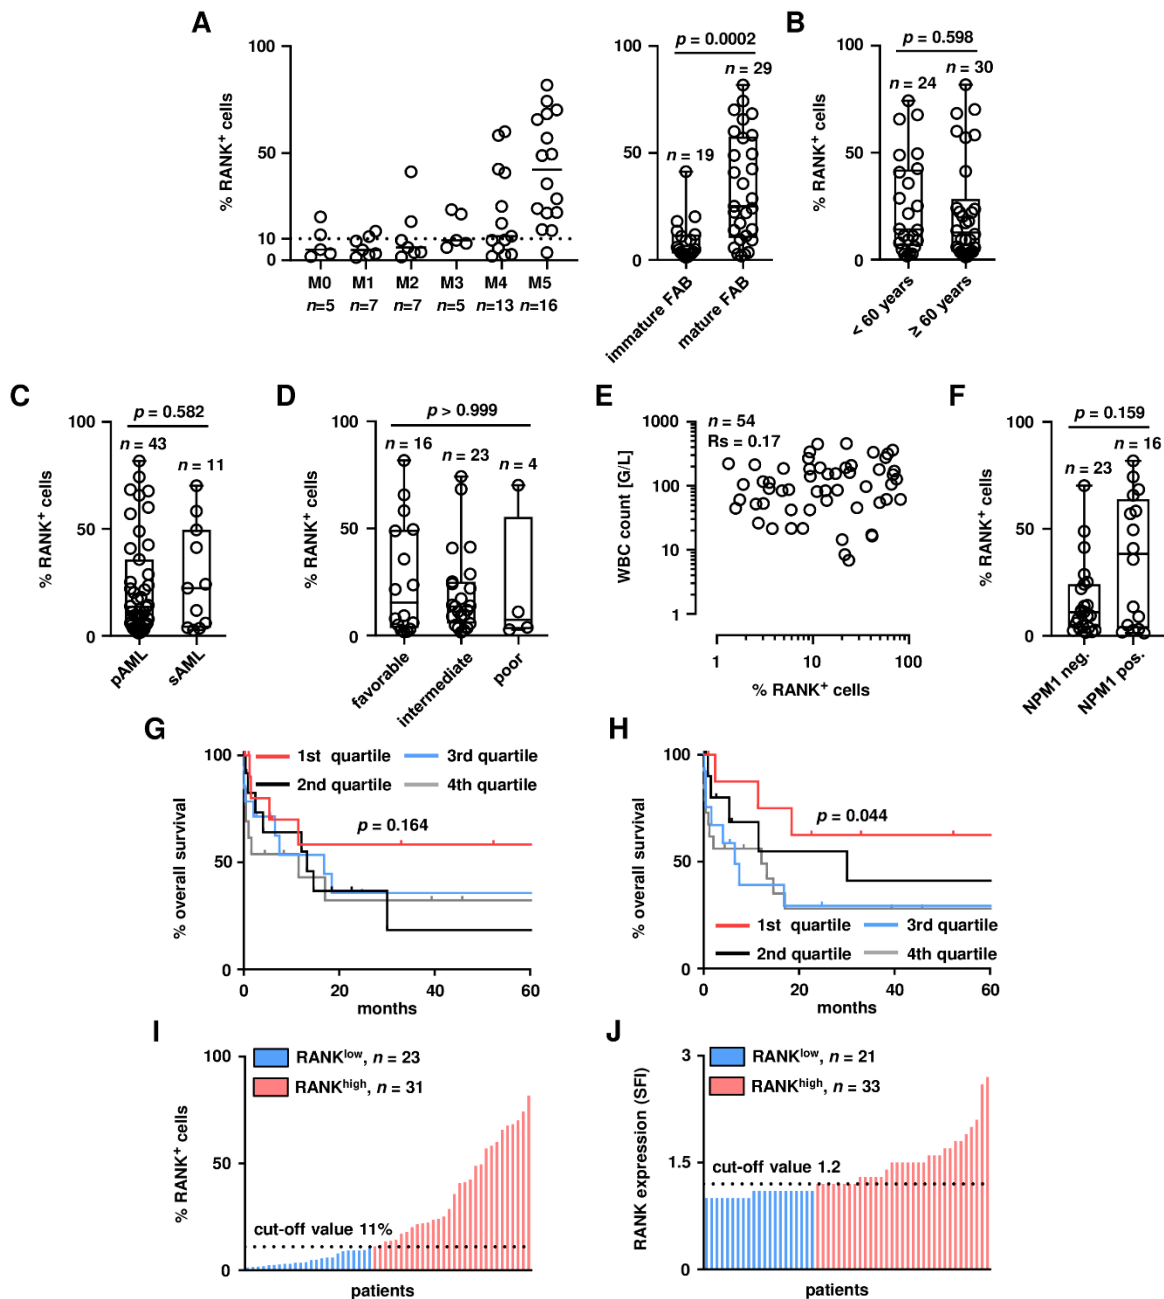 A
% RANK+ cells
100
50
10
0
M0 M1 M2 M3 M4 M5
n=5 n=7 n=7 n=5 n=13 n=16
100
50
0
p = 0.0002
n = 19
n = 29
immature FAB
mature FAB
B
% RANK+ cells
100
50
0
p = 0.598
n = 24
n = 30
< 60 years
≥ 60 years
C
% RANK+ cells
100
50
0
p = 0.582
n = 43
n = 11
pAML
sAML
D
% RANK+ cells
100
50
0
p > 0.999
n = 16
n = 23
n = 4
favorable
intermediate
poor
E
WBC count [G/L]
1000
100
10
1
n = 54
Rs = 0.17
1 10 100
% RANK+ cells
F
% RANK+ cells
100
50
0
p = 0.159
n = 23
n = 16
NPM1 neg.
NPM1 pos.
G
% overall survival
100
50
0
1st quartile 3rd quartile
2nd quartile 4th quartile
p = 0.164
0 20 40 60
months
H
% overall survival
100
50
0
p = 0.044
1st quartile 3rd quartile
2nd quartile 4th quartile
0 20 40 60
months
I
% RANK+ cells
100
50
0
RANKlow, n = 23
RANKhigh, n = 31
cut-off value 11%
patients
J
RANK expression (SFI)
3
1.5
0
RANKlow, n = 21
RANKhigh, n = 33
cut-off value 1.2
patients